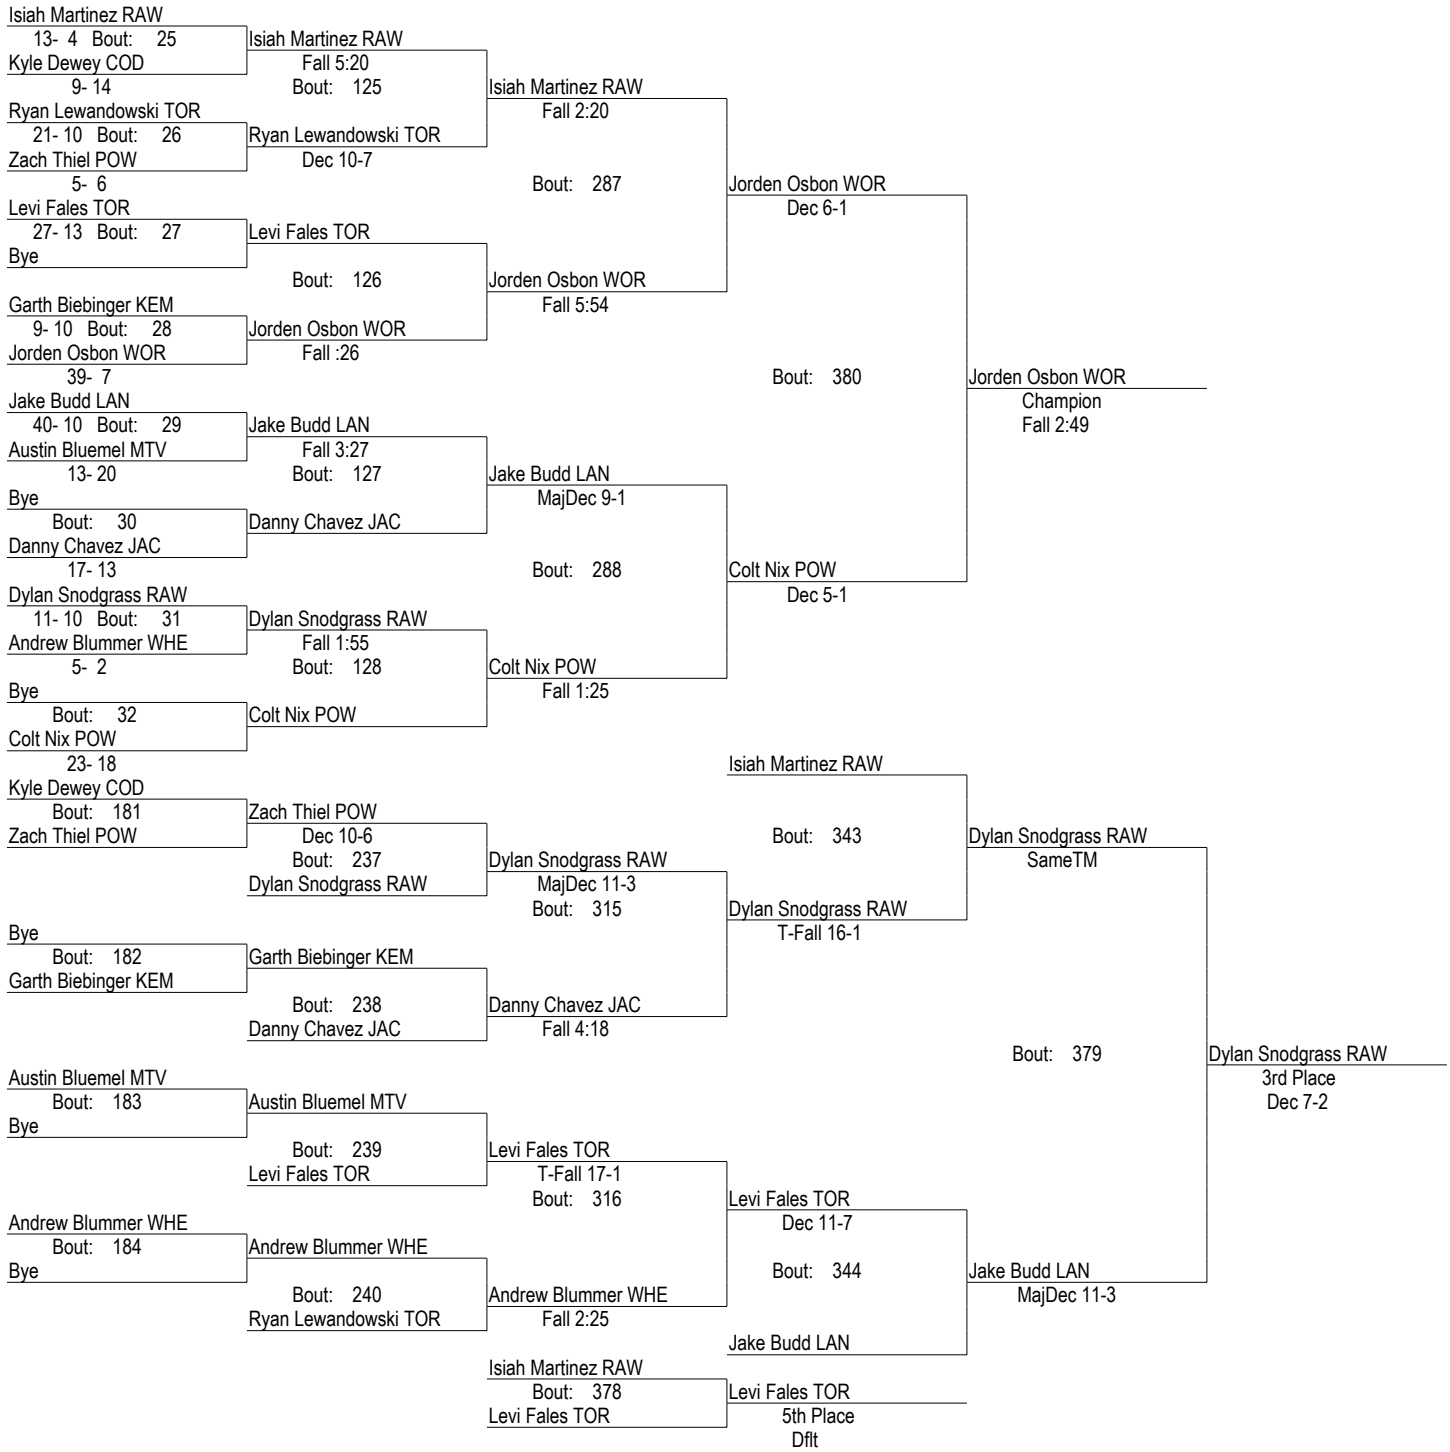 Isiah Martinez RAW
13- 4 Bout: 25
Isiah Martinez RAW
Kyle Dewey COD
Fall 5:20
9- 14
Bout: 125
Isiah Martinez RAW
Ryan Lewandowski TOR
Fall 2:20
21- 10 Bout: 26
Ryan Lewandowski TOR
Zach Thiel POW
Dec 10-7
5- 6
Bout: 287
Jorden Osbon WOR
Levi Fales TOR
Dec 6-1
27- 13 Bout: 27
Levi Fales TOR
Bye
Bout: 126
Jorden Osbon WOR
Garth Biebinger KEM
Fall 5:54
9- 10 Bout: 28
Jorden Osbon WOR
Jorden Osbon WOR
Fall :26
39- 7
Bout: 380
Jorden Osbon WOR
Jake Budd LAN
Champion
40- 10 Bout: 29
Jake Budd LAN
Fall 2:49
Austin Bluemel MTV
Fall 3:27
13- 20
Bout: 127
Jake Budd LAN
Bye
MajDec 9-1
Bout: 30
Danny Chavez JAC
Danny Chavez JAC
17- 13
Bout: 288
Colt Nix POW
Dylan Snodgrass RAW
Dec 5-1
11- 10 Bout: 31
Dylan Snodgrass RAW
Andrew Blummer WHE
Fall 1:55
5- 2
Bout: 128
Colt Nix POW
Bye
Fall 1:25
Bout: 32
Colt Nix POW
Colt Nix POW
23- 18
Isiah Martinez RAW
Kyle Dewey COD
Bout: 181
Zach Thiel POW
Zach Thiel POW
Dec 10-6
Bout: 343
Dylan Snodgrass RAW
Bout: 237
Dylan Snodgrass RAW
SameTM
Dylan Snodgrass RAW
MajDec 11-3
Bout: 315
Dylan Snodgrass RAW
Bye
T-Fall 16-1
Bout: 182
Garth Biebinger KEM
Garth Biebinger KEM
Bout: 238
Danny Chavez JAC
Danny Chavez JAC
Fall 4:18
Bout: 379
Dylan Snodgrass RAW
Austin Bluemel MTV
3rd Place
Bout: 183
Austin Bluemel MTV
Dec 7-2
Bye
Bout: 239
Levi Fales TOR
Levi Fales TOR
T-Fall 17-1
Bout: 316
Levi Fales TOR
Andrew Blummer WHE
Dec 11-7
Bout: 184
Andrew Blummer WHE
Bye
Bout: 344
Jake Budd LAN
Bout: 240
Andrew Blummer WHE
MajDec 11-3
Ryan Lewandowski TOR
Fall 2:25
Jake Budd LAN
Isiah Martinez RAW
Bout: 378
Levi Fales TOR
Levi Fales TOR
5th Place
Dflt